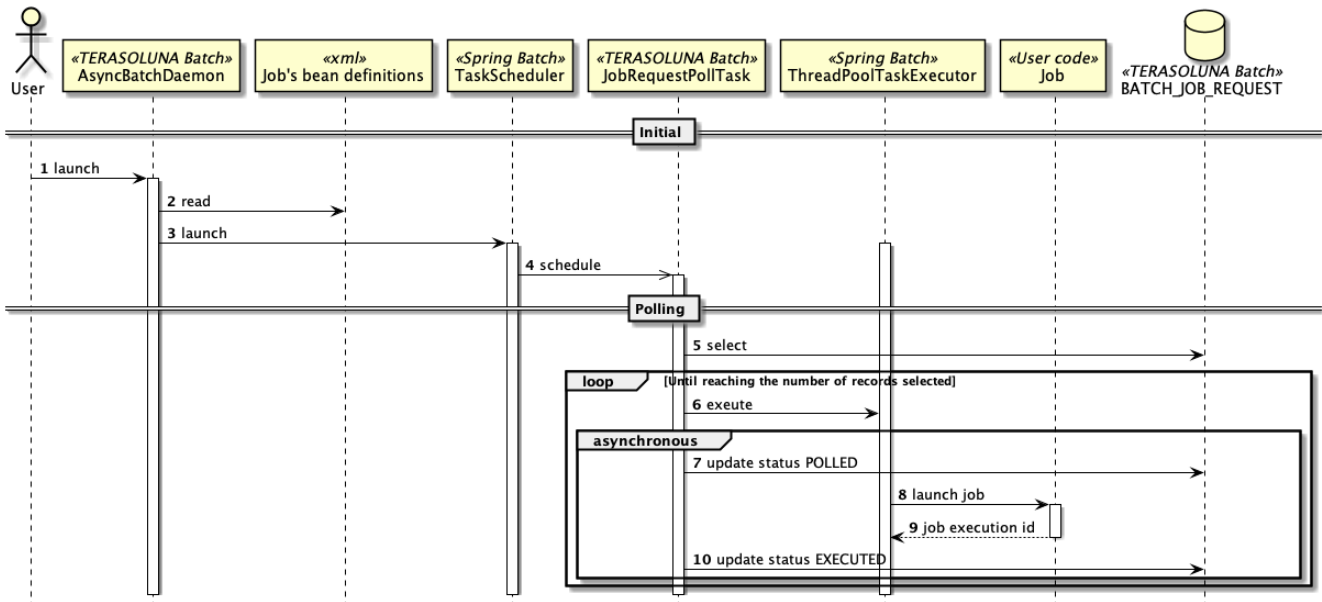 «TERASOLUNA Batch»
AsyncBatchDaemon
«xml»
Job's bean definitions
«Spring Batch»
TaskScheduler
«TERASOLUNA Batch»
JobRequestPollTask
«Spring Batch»
ThreadPoolTaskExecutor
«User code»
Job
«TERASOLUNA Batch»
BATCH_JOB_REQUEST
User
Initial
1 launch
2 read
3 launch
4 schedule
Polling
5 select
loop [Until reaching the number of records selected]
6 exeute
asynchronous
7 update status POLLED
8 launch job
9 job execution id
10 update status EXECUTED